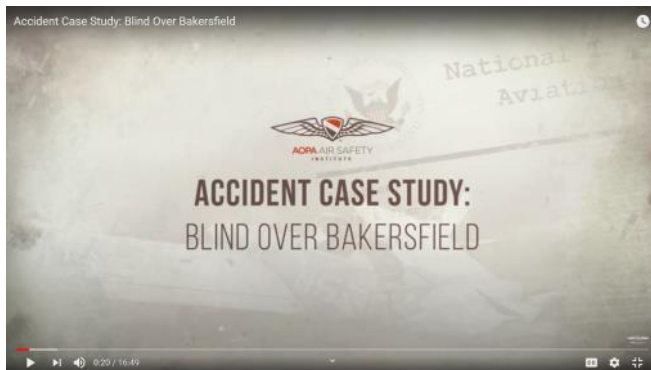 Accident Case Study: Blind Over Bakersfield
National
Aviat
AOPA AIR SAFETY
INSTITUTE
ACCIDENT CASE STUDY:
BLIND OVER BAKERSFIELD
0:20 / 16:49